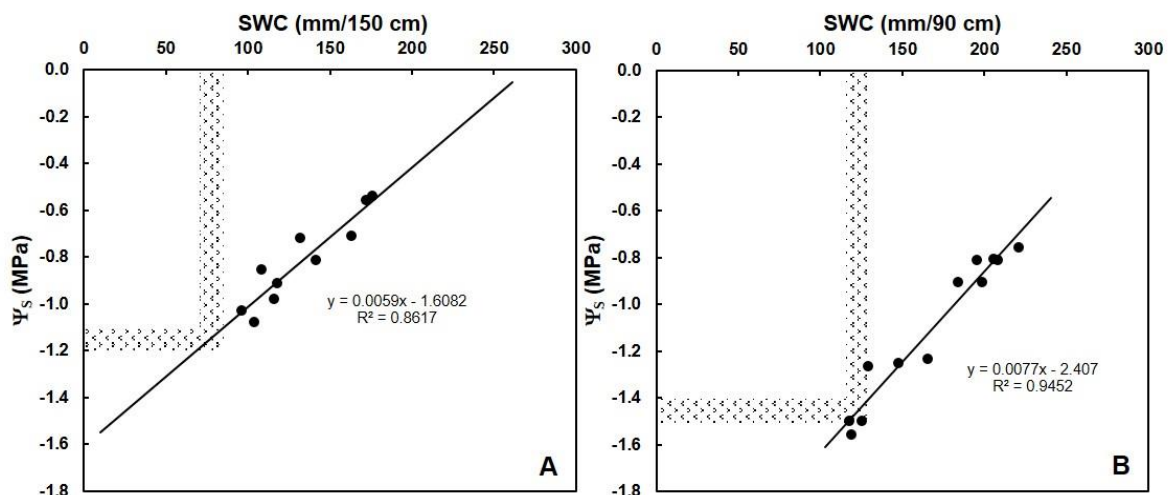 SWC (mm/150 cm)
0 50 100 150 200 250 300
0.0
-0.2
-0.4
-0.6
-0.8
-1.0
-1.2
-1.4
-1.6
-1.8
Ψs (MPa)
y = 0.0059x - 1.6082
R² = 0.8617
A
SWC (mm/90 cm)
0 50 100 150 200 250 300
0.0
-0.2
-0.4
-0.6
-0.8
-1.0
-1.2
-1.4
-1.6
-1.8
Ψs (MPa)
y = 0.0077x - 2.407
R² = 0.9452
B